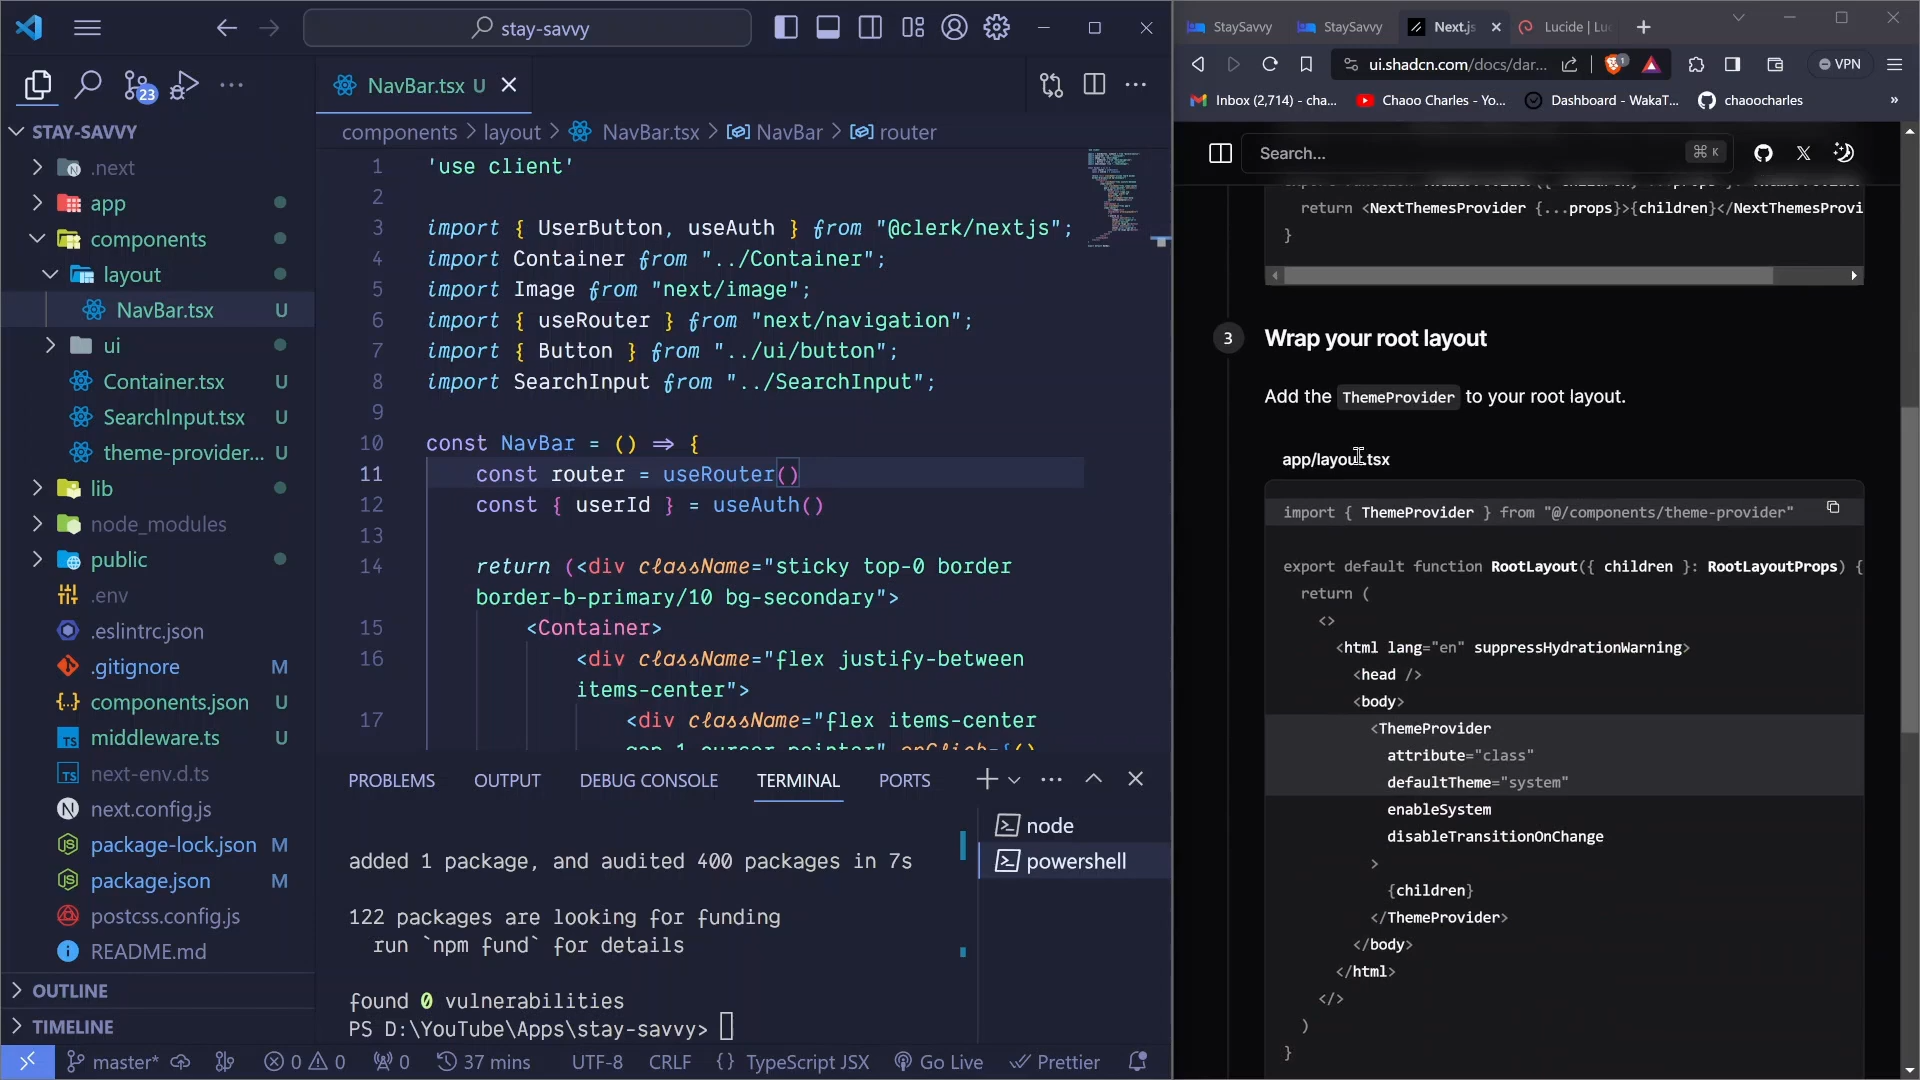 stay-savvy
23
NavBar.tsx U
STAY-SAVVY
.next
app
components
layout
NavBar.tsx U
ui
Container.tsx U
SearchInput.tsx U
theme-provider... U
lib
node_modules
public
.env
.eslintrc.json
.gitignore M
components.json U
middleware.ts U
next-env.d.ts
next.config.js
package-lock.json M
package.json M
postcss.config.js
README.md
OUTLINE
TIMELINE
components > layout > NavBar.tsx > NavBar > router
1 'use client'
2
3 import { UserButton, useAuth } from "@clerk/nextjs";
4 import Container from "../Container";
5 import Image from "next/image";
6 import { useRouter } from "next/navigation";
7 import { Button } from "../ui/button";
8 import SearchInput from "../SearchInput";
9
10 const NavBar = () => {
11 const router = useRouter()
12 const { userId } = useAuth()
13
14 return (<div className="sticky top-0 border
border-b-primary/10 bg-secondary">
15 <Container>
16 <div className="flex justify-between
items-center">
17 <div className="flex items-center
gap-1 cursor-pointer" onClick={()
PROBLEMS OUTPUT DEBUG CONSOLE TERMINAL PORTS
node
powershell
added 1 package, and audited 400 packages in 7s
122 packages are looking for funding
run `npm fund` for details
found 0 vulnerabilities
PS D:\YouTube\Apps\stay-savvy>
master* 0 0 0 37 mins UTF-8 CRLF {} TypeScript JSX Go Live Prettier
StaySavvy StaySavvy Next.js Lucide | Luc
ui.shadcn.com/docs/dar... 1 VPN
Inbox (2,714) - cha... Chaoo Charles - Yo... Dashboard - WakaT... chaoocharles »
Search... ⌘ K
return <NextThemesProvider {...props}>{children}</NextThemesProvi
}
3 Wrap your root layout
Add the ThemeProvider to your root layout.
app/layout.tsx
import { ThemeProvider } from "@/components/theme-provider"
export default function RootLayout({ children }: RootLayoutProps) {
return (
<>
<html lang="en" suppressHydrationWarning>
<head />
<body>
<ThemeProvider
attribute="class"
defaultTheme="system"
enableSystem
disableTransitionOnChange
>
{children}
</ThemeProvider>
</body>
</html>
</>
)
}